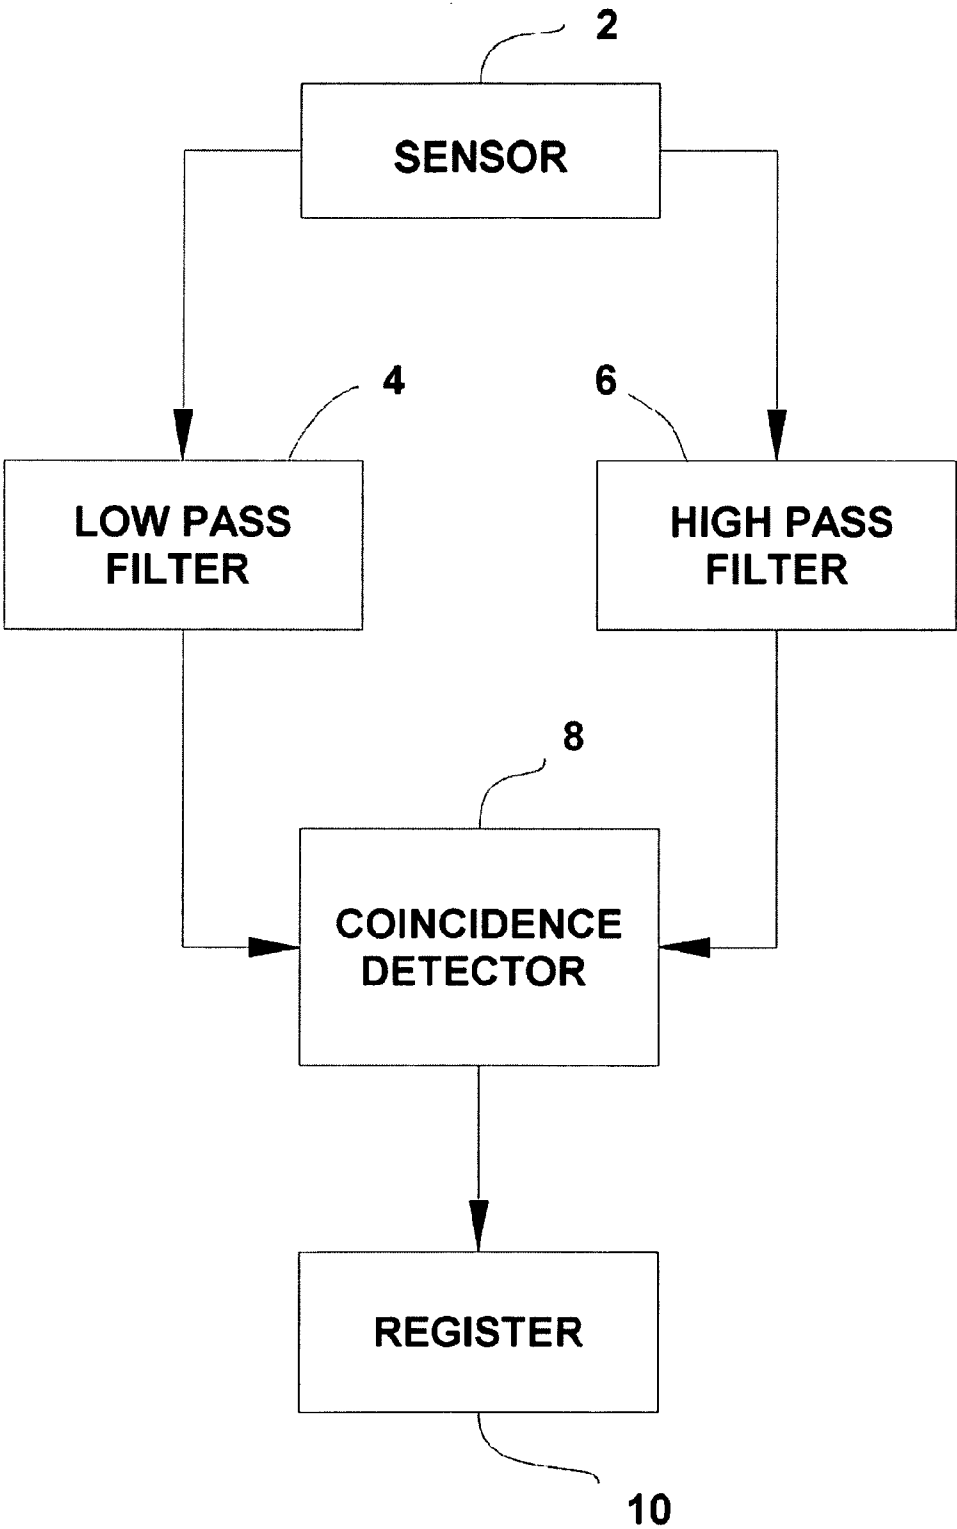 2
SENSOR
4
6
LOW PASS
FILTER
HIGH PASS
FILTER
8
COINCIDENCE
DETECTOR
REGISTER
10